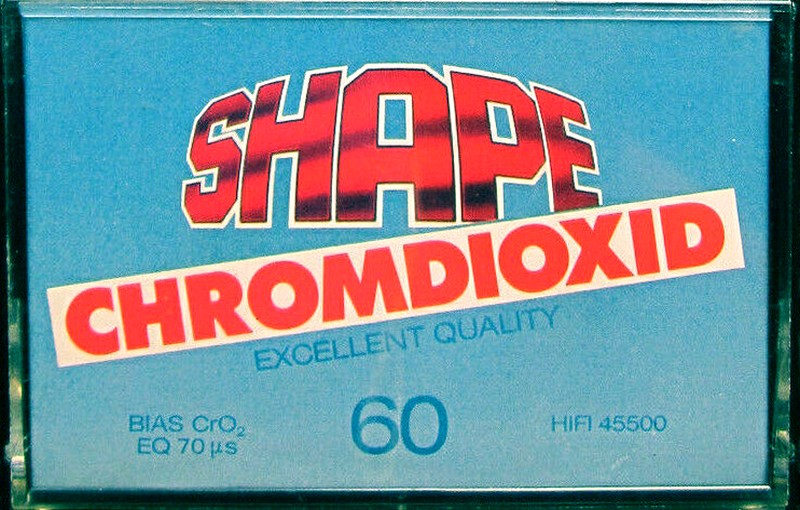 SHAPE
CHROMDIOXID
EXCELLENT QUALITY
BIAS CrO₂
EQ 70 µs
60
HIFI 45500